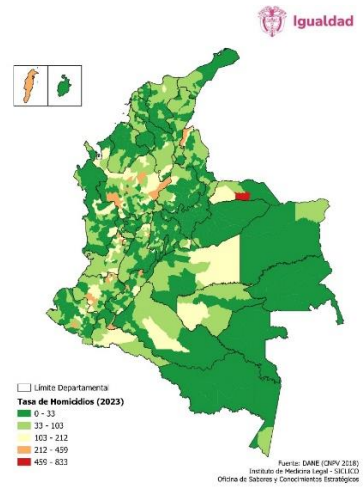 Igualdad
Límite Departamental
Tasa de Homicidios (2023)
0 - 33
33 - 103
103 - 212
212 - 459
459 - 833
Fuente: DANE (CNPV 2018)
Instituto de Medicina Legal - SICLICO
Oficina de Saberes y Conocimientos Estratégicos